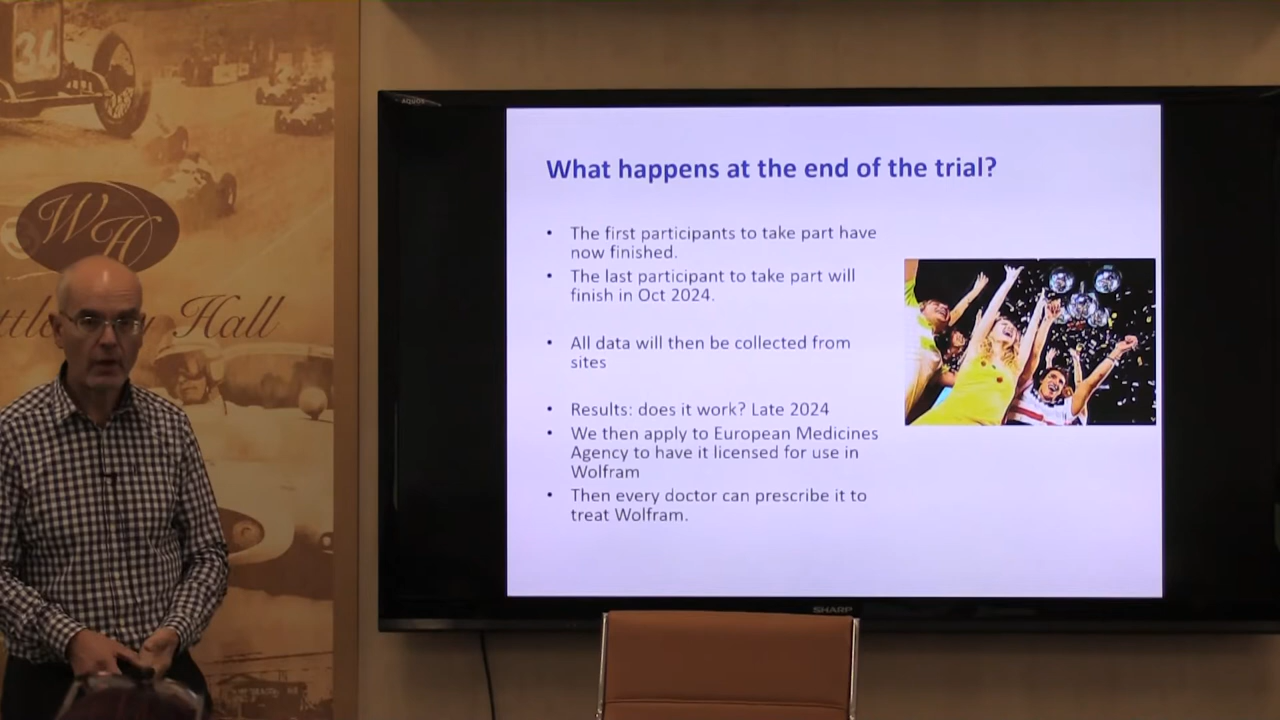 34
AQUOS
WH
Hall
What happens at the end of the trial?
• The first participants to take part have
now finished.
• The last participant to take part will
finish in Oct 2024.
• All data will then be collected from
sites
• Results: does it work? Late 2024
• We then apply to European Medicines
Agency to have it licensed for use in
Wolfram
• Then every doctor can prescribe it to
treat Wolfram.
SHARP